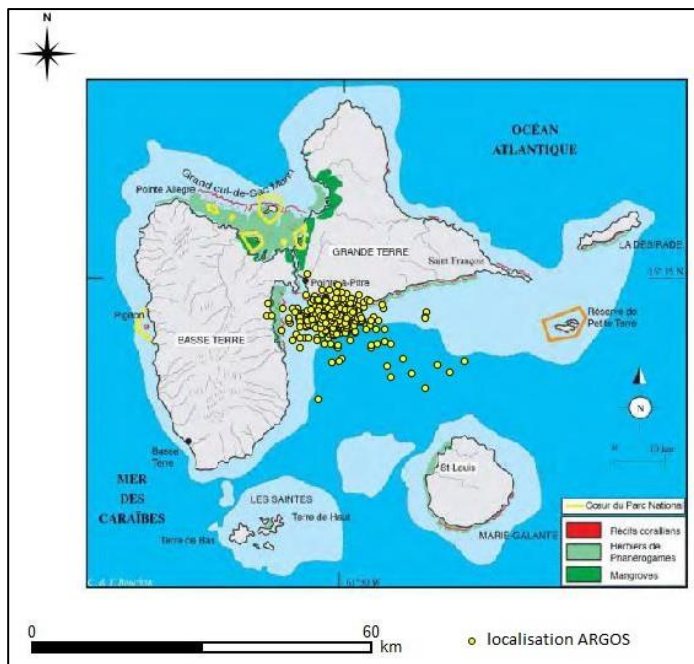 N
OCÉAN
ATLANTIQUE
Grand cul-de-Sac Marin
Pointe Allègre
GRANDE TERRE
LA DÉSIRADE
Saint François
Pointe-à-Pitre
Réserve de
Petite Terre
Pigeon
BASSE TERRE
N
Basse
Terre
St Louis
MER
DES
CARAÏBES
LES SAINTES
Terre de Haut
Terre de Bas
MARIE-GALANTE
Cœur du Parc National
Récifs coralliens
Herbiers de
Phanérogames
Mangroves
0
60
km
localisation ARGOS